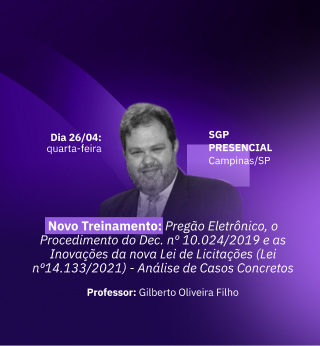 Dia 26/04:
quarta-feira
SGP
PRESENCIAL
Campinas/SP
Novo Treinamento: Pregão Eletrônico, o
Procedimento do Dec. nº 10.024/2019 e as
Inovações da nova Lei de Licitações (Lei
nº14.133/2021) - Análise de Casos Concretos
Professor: Gilberto Oliveira Filho